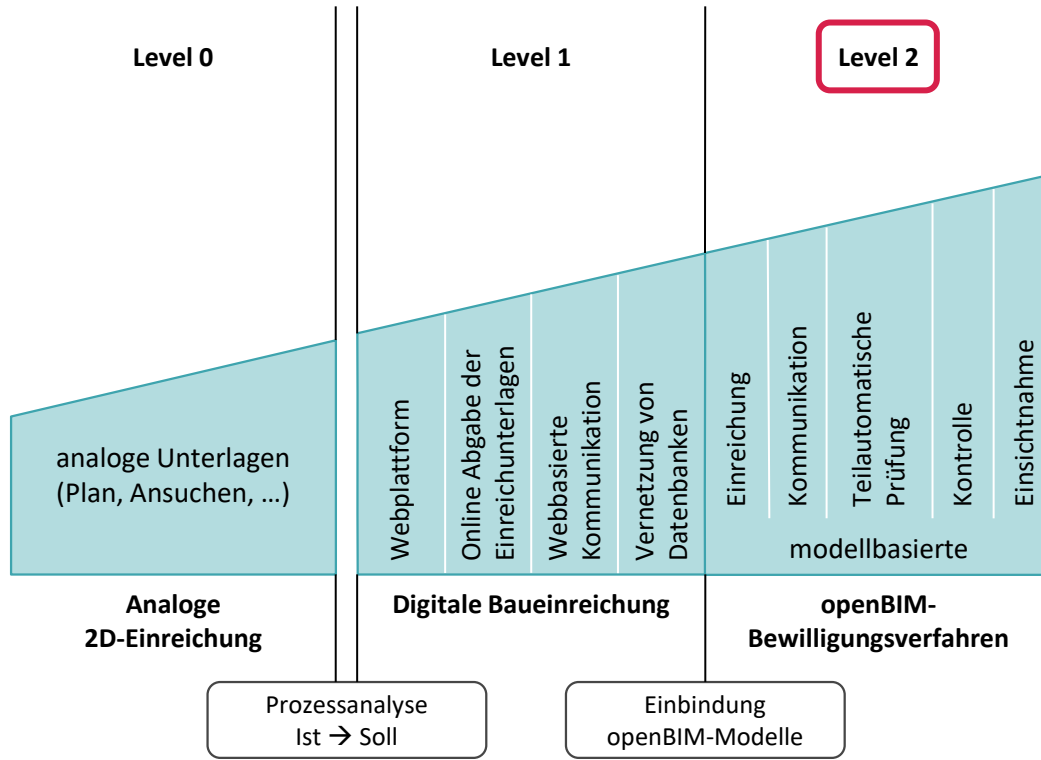 Level 0
Level 1
Level 2
analoge Unterlagen
(Plan, Ansuchen, …)
Webplattform
Online Abgabe der
Einreichunterlagen
Webbasierte
Kommunikation
Vernetzung von
Datenbanken
Einreichung
Kommunikation
Teilautomatische
Prüfung
Kontrolle
Einsichtnahme
modellbasierte
Analoge
2D-Einreichung
Digitale Baueinreichung
openBIM-
Bewilligungsverfahren
Prozessanalyse
Ist → Soll
Einbindung
openBIM-Modelle